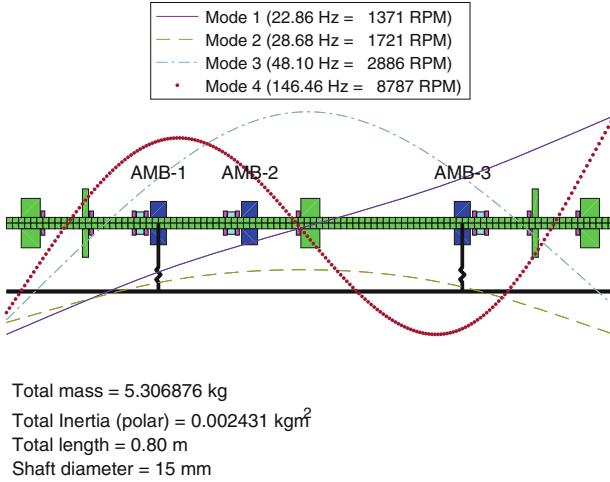 Mode 1 (22.86 Hz = 1371 RPM)
Mode 2 (28.68 Hz = 1721 RPM)
Mode 3 (48.10 Hz = 2886 RPM)
Mode 4 (146.46 Hz = 8787 RPM)
AMB-1 AMB-2 AMB-3
Total mass = 5.306876 kg
Total Inertia (polar) = 0.002431 kgm²
Total length = 0.80 m
Shaft diameter = 15 mm